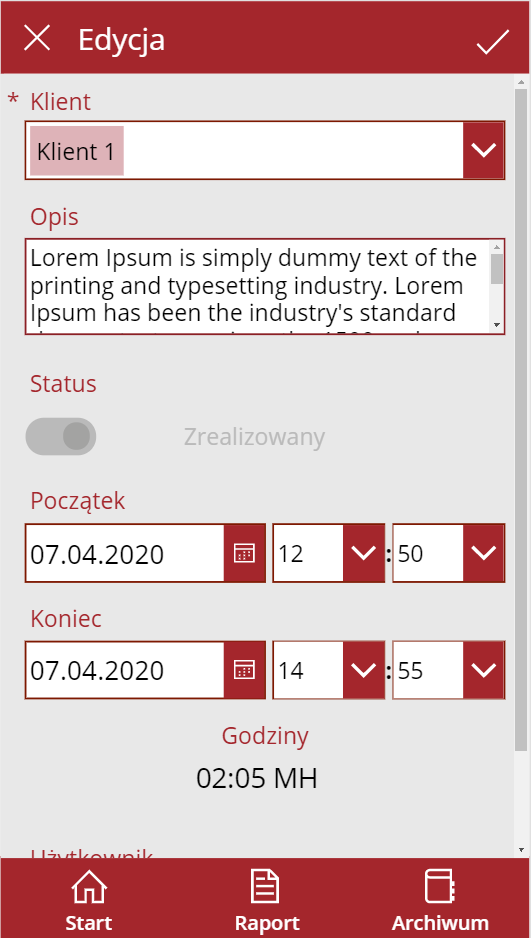 Edycja
* Klient
Klient 1
Opis
Lorem Ipsum is simply dummy text of the
printing and typesetting industry. Lorem
Ipsum has been the industry's standard
Status
Zrealizowany
Początek
07.04.2020 12 : 50
Koniec
07.04.2020 14 : 55
Godziny
02:05 MH
Użytkownik
Start Raport Archiwum